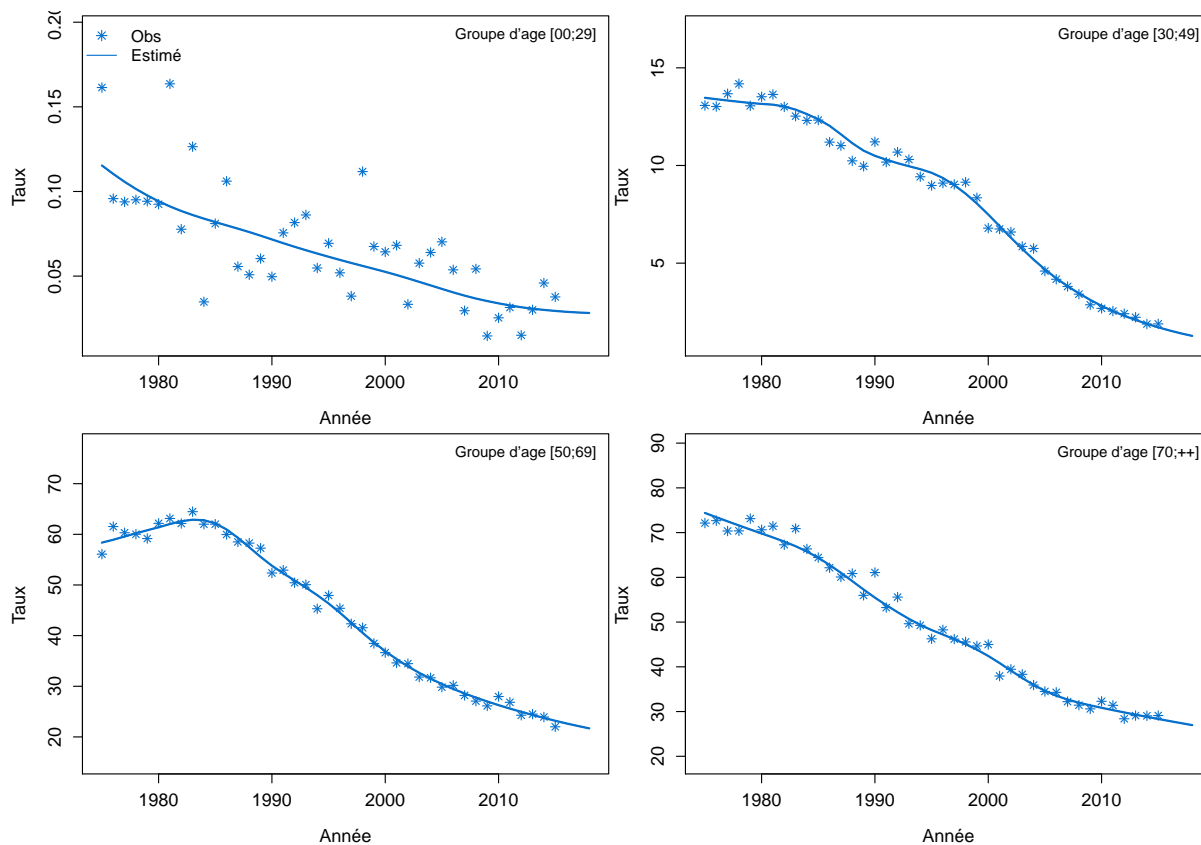 Groupe d'age [00;29]
Obs
Estimé
Taux
0.20
0.15
0.10
0.05
1980 1990 2000 2010
Année
Groupe d'age [30;49]
Taux
15
10
5
1980 1990 2000 2010
Année
Groupe d'age [50;69]
Taux
70
60
50
40
30
20
1980 1990 2000 2010
Année
Groupe d'age [70;++]
Taux
90
80
70
60
50
40
30
20
1980 1990 2000 2010
Année